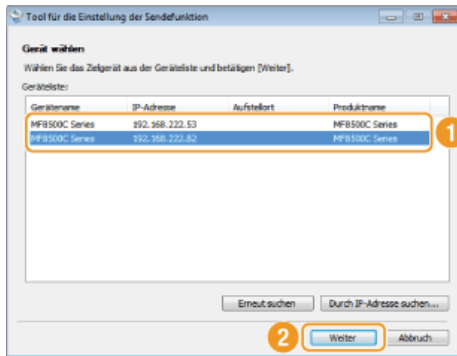 Tool für die Einstellung der Sendefunktion
Gerät wählen
Wählen Sie das Zielgerät aus der Geräteliste und betätigen [Weiter].
Geräteliste:
Gerätename IP-Adresse Aufstellort Produktname
MF8500C Series 192.168.222.53 MF8500C Series
MF8500C Series 192.168.222.82 MF8500C Series
1
Erneut suchen Durch IP-Adresse suchen...
2 Weiter Abbruch